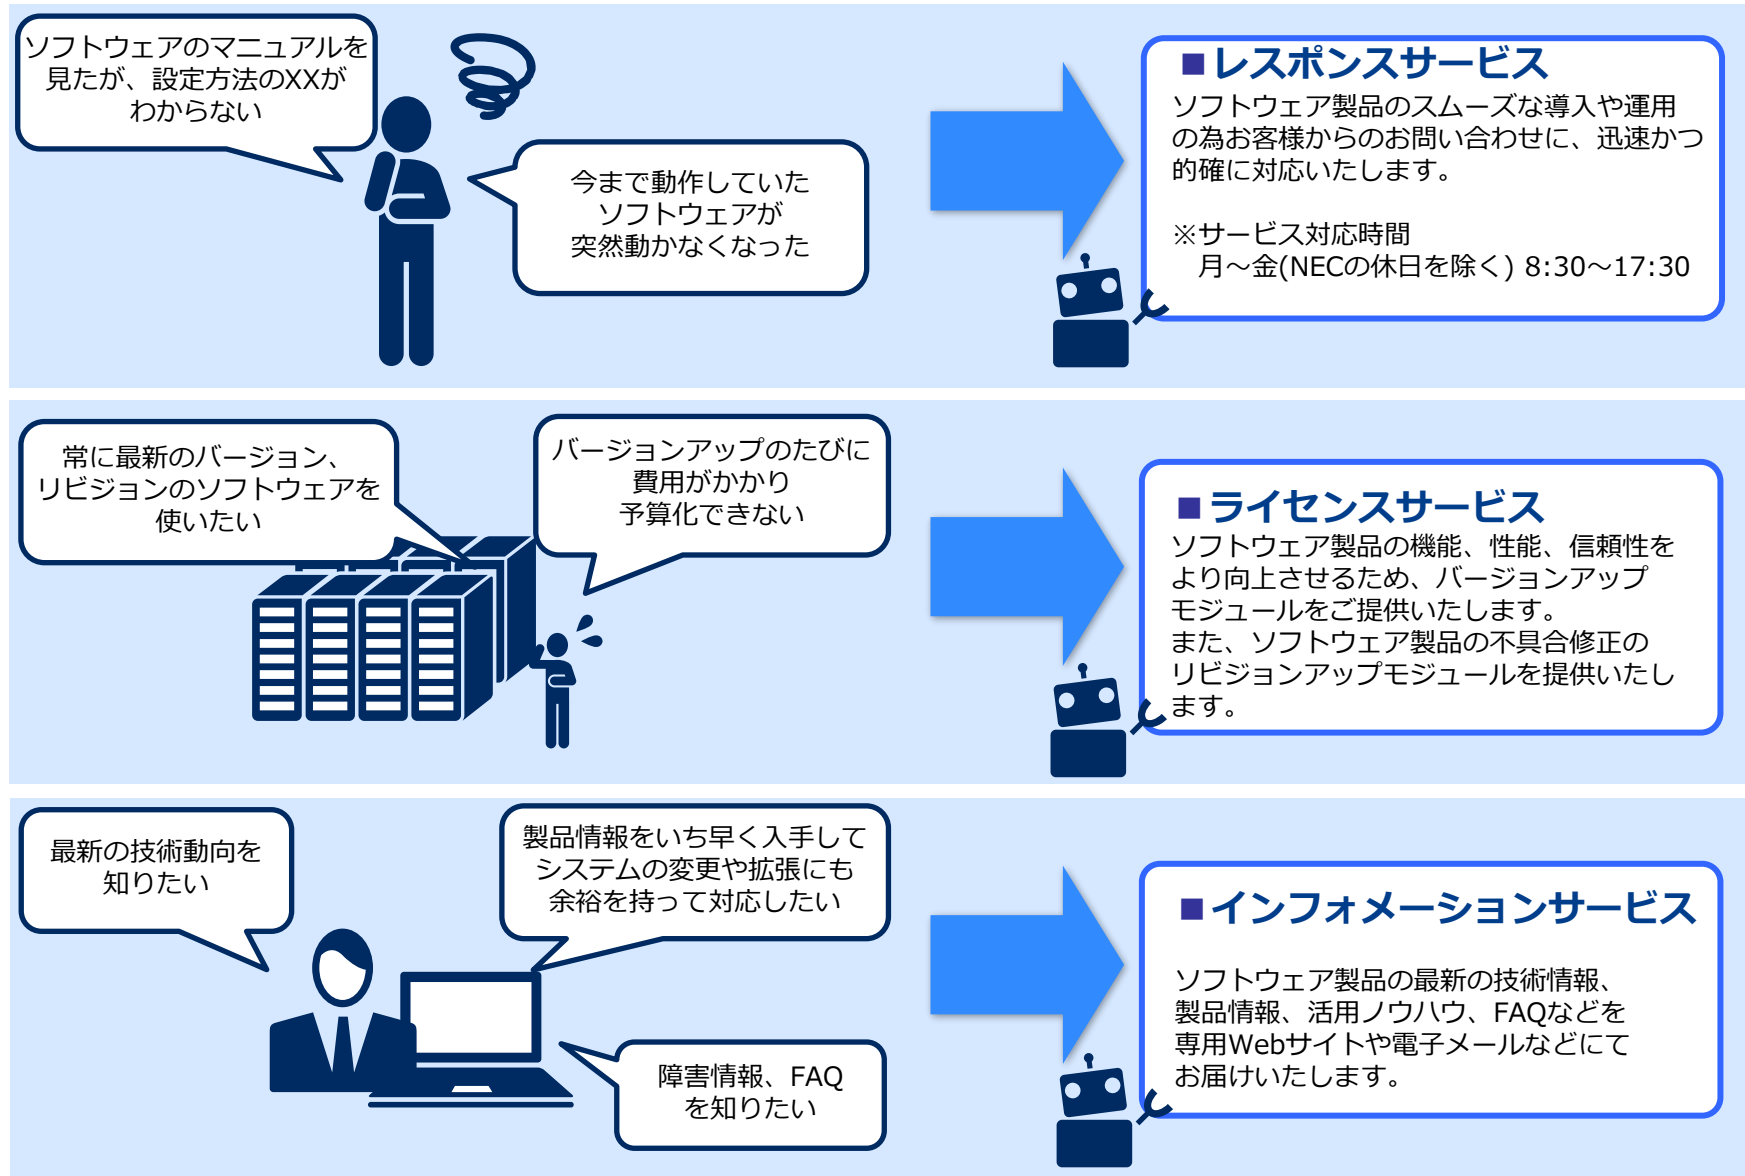 ソフトウェアのマニュアルを
見たが、設定方法のXXが
わからない
今まで動作していた
ソフトウェアが
突然動かなくなった
■レスポンスサービス
ソフトウェア製品のスムーズな導入や運用
の為お客様からのお問い合わせに、迅速かつ
的確に対応いたします。
※サービス対応時間
月～金(NECの休日を除く) 8:30～17:30
常に最新のバージョン、
リビジョンのソフトウェアを
使いたい
バージョンアップのたびに
費用がかかり
予算化できない
■ライセンスサービス
ソフトウェア製品の機能、性能、信頼性を
より向上させるため、バージョンアップ
モジュールをご提供いたします。
また、ソフトウェア製品の不具合修正の
リビジョンアップモジュールを提供いたし
ます。
最新の技術動向を
知りたい
製品情報をいち早く入手して
システムの変更や拡張にも
余裕を持って対応したい
障害情報、FAQ
を知りたい
■インフォメーションサービス
ソフトウェア製品の最新の技術情報、
製品情報、活用ノウハウ、FAQなどを
専用Webサイトや電子メールなどにて
お届けいたします。